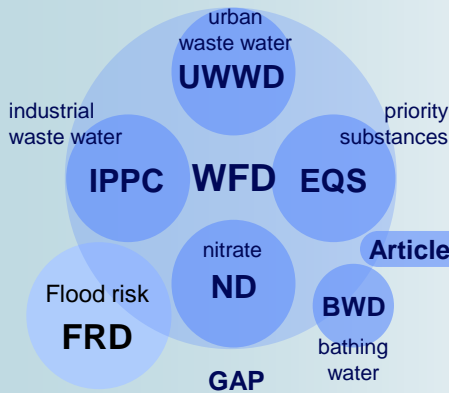 urban
waste water
UWWD
industrial
waste water
IPPC
WFD
priority
substances
EQS
nitrate
ND
Article
Flood risk
FRD
BWD
bathing
water
GAP